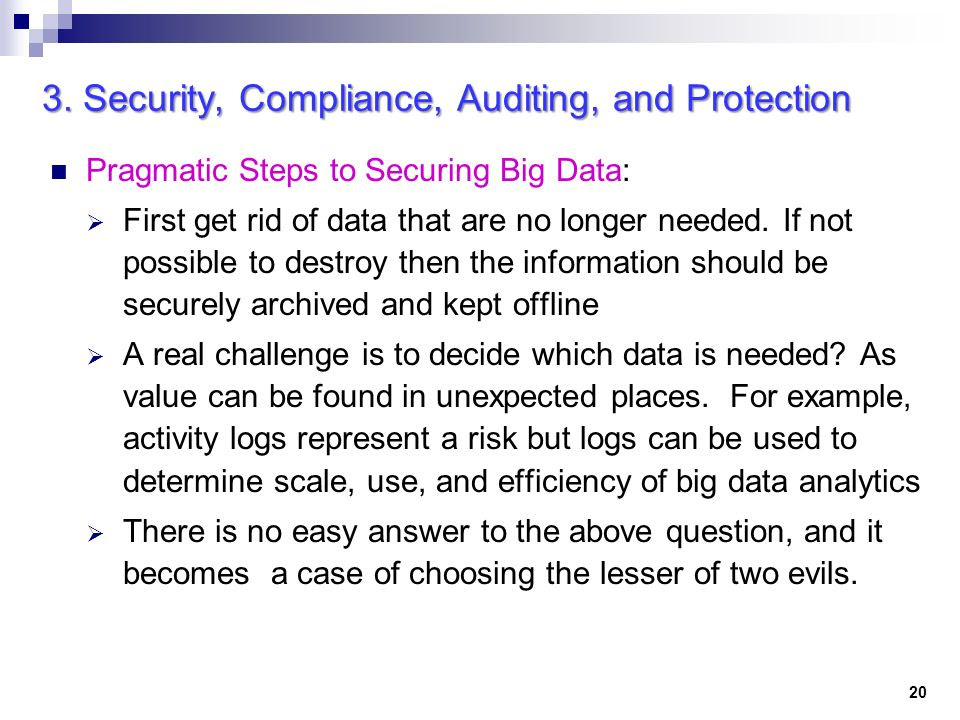 3. Security, Compliance, Auditing, and Protection
Pragmatic Steps to Securing Big Data:
First get rid of data that are no longer needed. If not
possible to destroy then the information should be
securely archived and kept offline
A real challenge is to decide which data is needed? As
value can be found in unexpected places. For example,
activity logs represent a risk but logs can be used to
determine scale, use, and efficiency of big data analytics
There is no easy answer to the above question, and it
becomes a case of choosing the lesser of two evils.
20